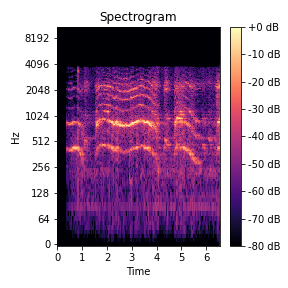 Spectrogram
8192
4096
2048
1024
512
256
128
64
0
Hz
0 1 2 3 4 5 6
Time
+0 dB
-10 dB
-20 dB
-30 dB
-40 dB
-50 dB
-60 dB
-70 dB
-80 dB